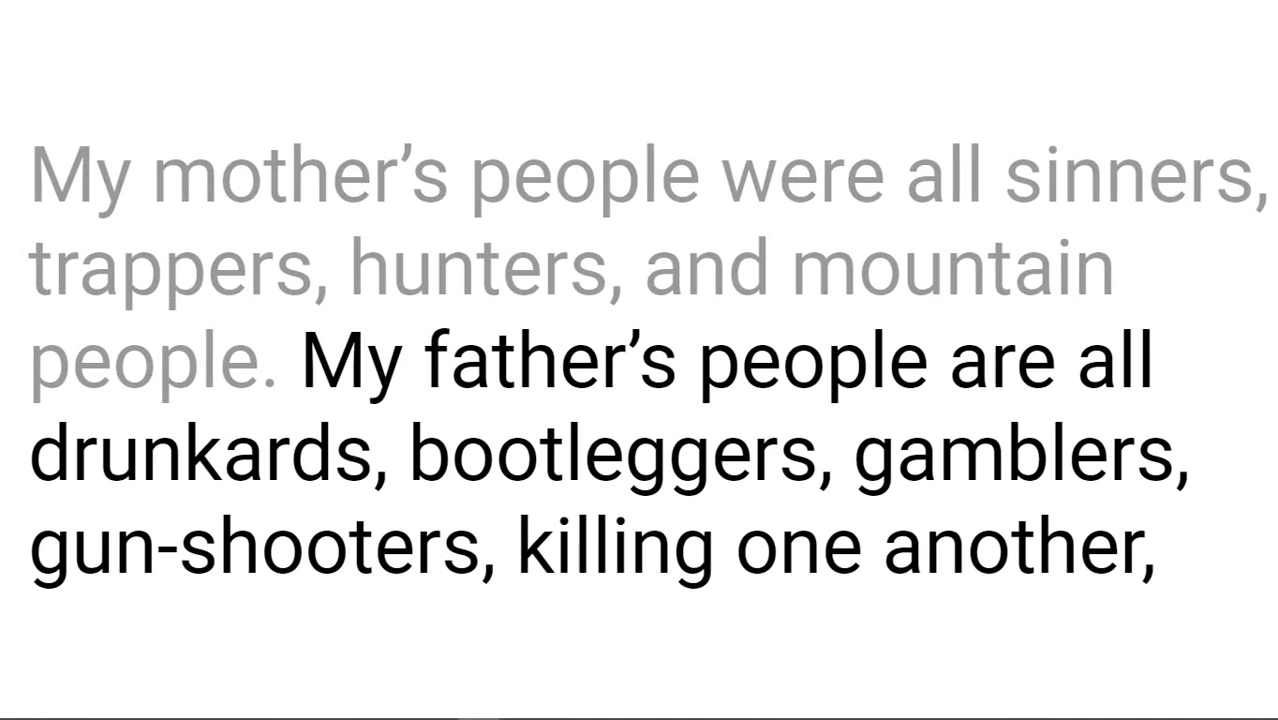 My mother’s people were all sinners,
trappers, hunters, and mountain
people. My father’s people are all
drunkards, bootleggers, gamblers,
gun-shooters, killing one another,